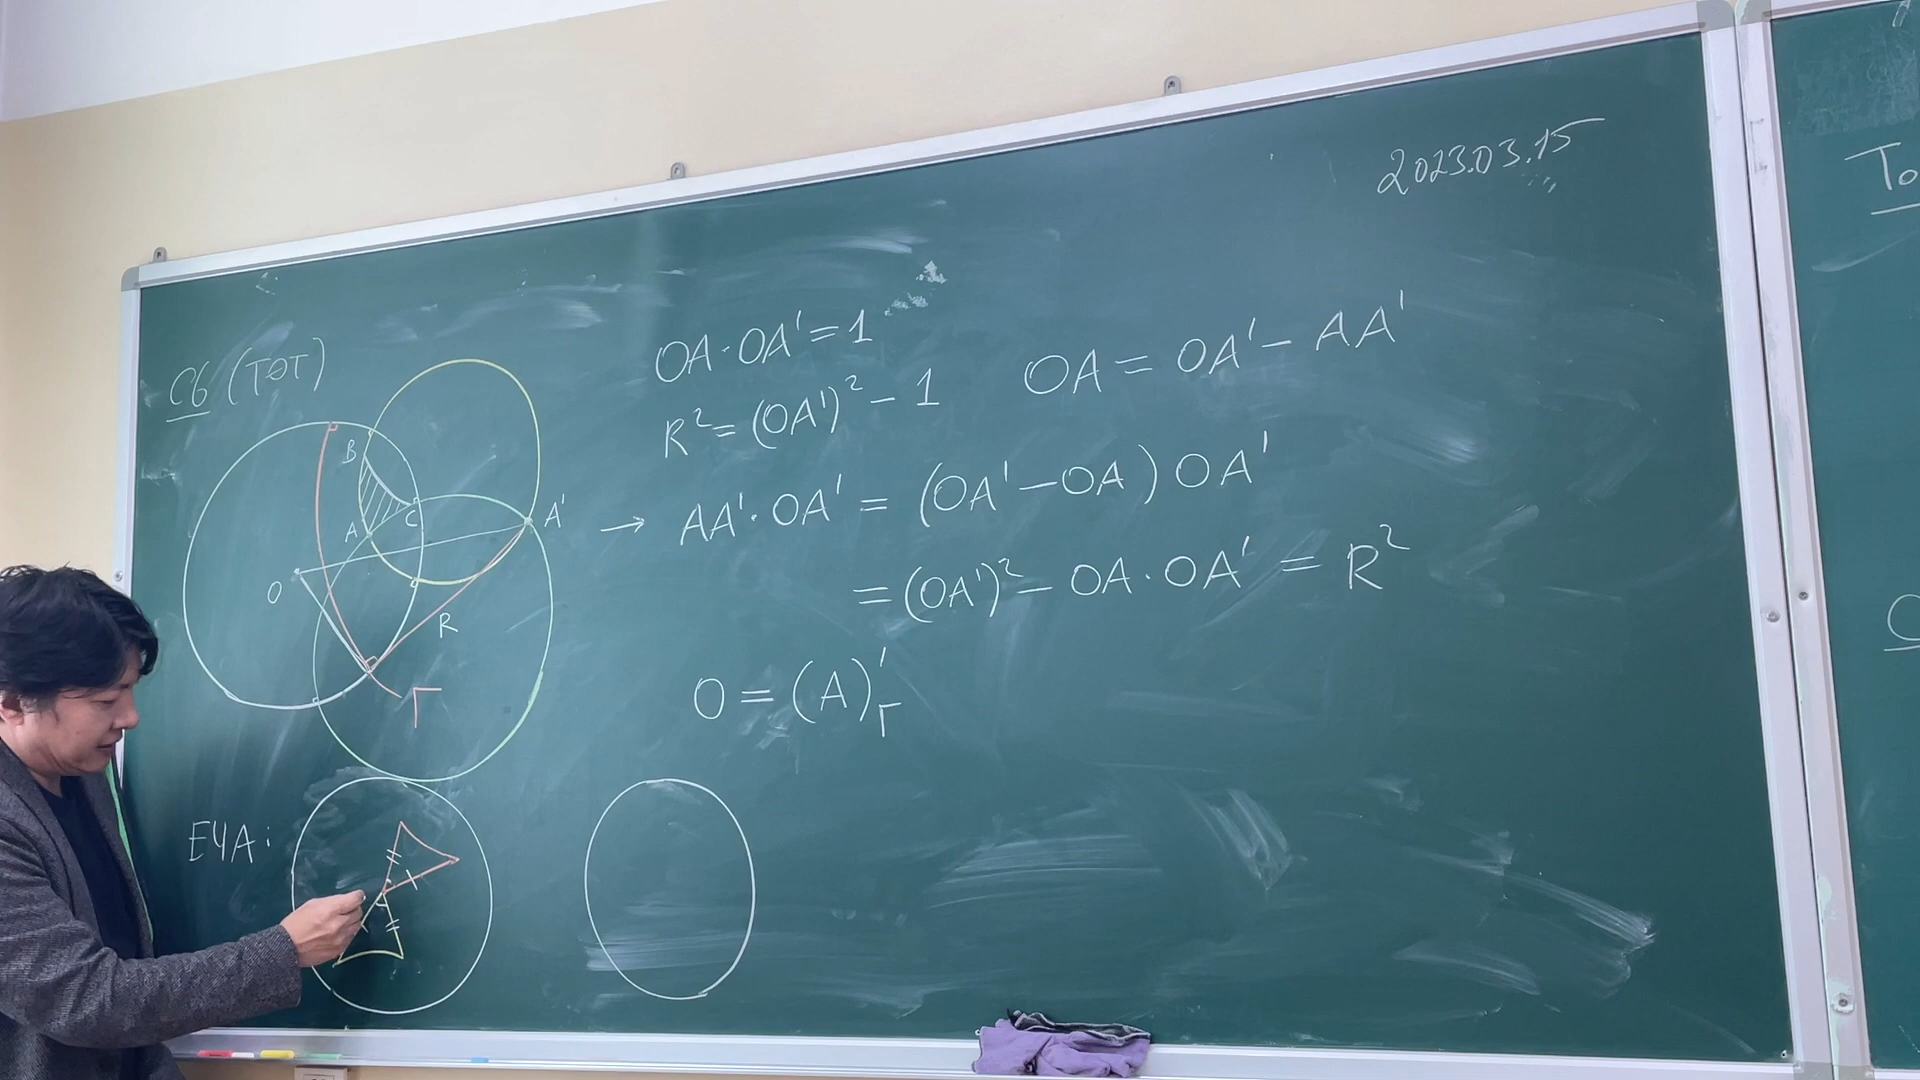 2023.03.15
C6 (TOT)
OA·OA' = 1
R² = (OA')² - 1
OA = OA' - AA'
→ AA'·OA' = (OA' - OA) OA'
= (OA')² - OA·OA' = R²
O = (A)'Γ
B
A
C
A'
O
R
Γ
ЕЧА:
To
C